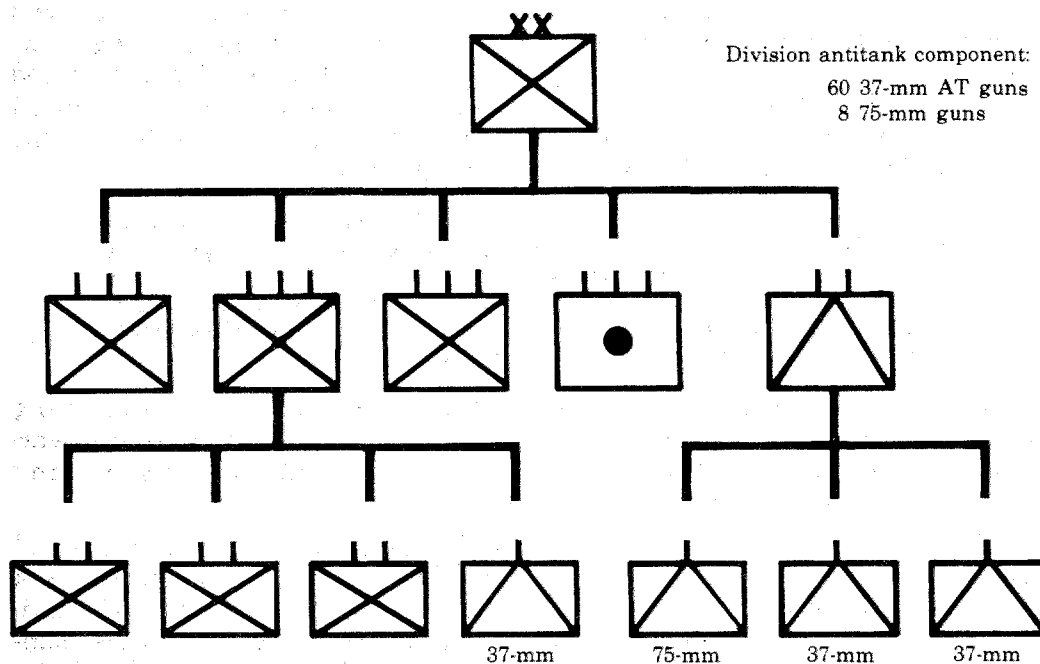 XX
Division antitank component:
60 37-mm AT guns
8 75-mm guns
37-mm
75-mm
37-mm
37-mm